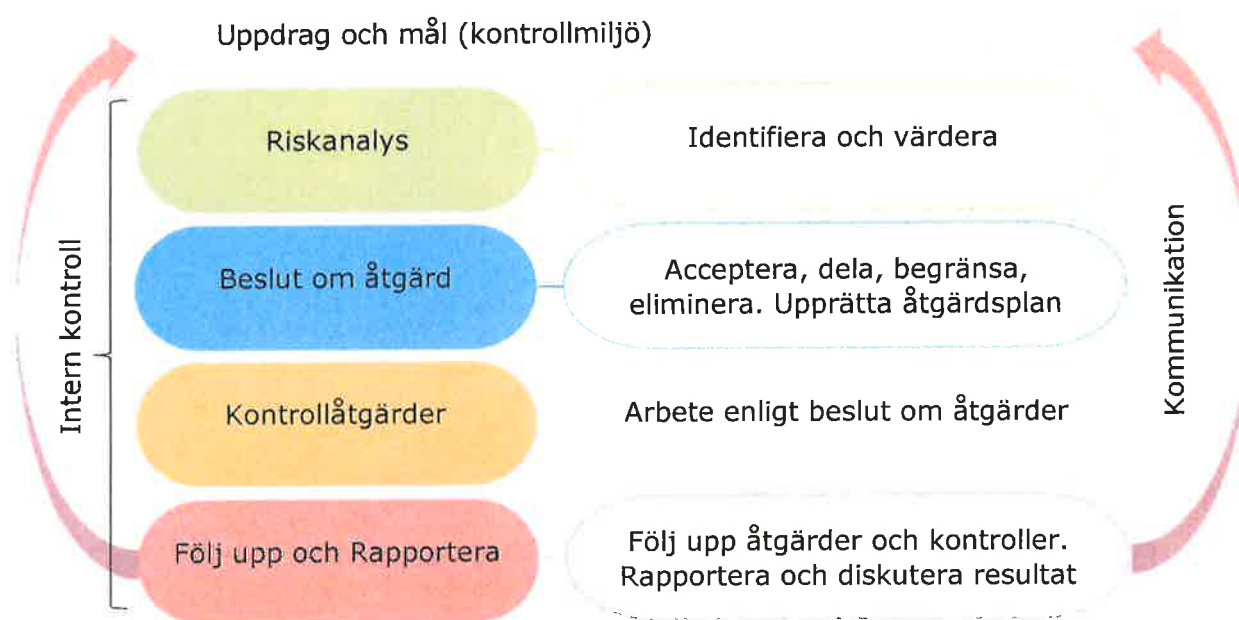 Uppdrag och mål (kontrollmiljö)
Intern kontroll
Riskanalys
Identifiera och värdera
Beslut om åtgärd
Acceptera, dela, begränsa,
eliminera. Upprätta åtgärdsplan
Kontrollåtgärder
Arbete enligt beslut om åtgärder
Följ upp och Rapportera
Följ upp åtgärder och kontroller.
Rapportera och diskutera resultat
Kommunikation